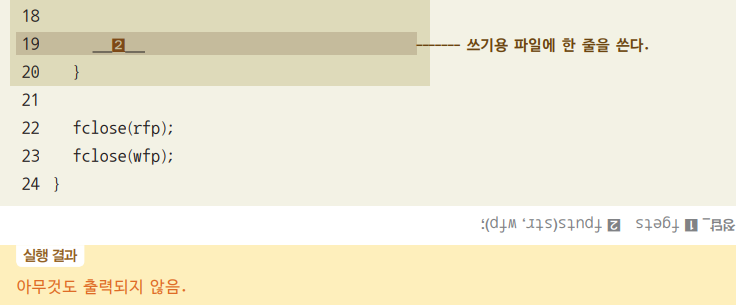 18
19 __2__ ------- 쓰기용 파일에 한 줄을 쓴다.
20 }
21
22 fclose(rfp);
23 fclose(wfp);
24 }
정답_ 1 fgets 2 fputs(str, wfp);
실행 결과
아무것도 출력되지 않음.